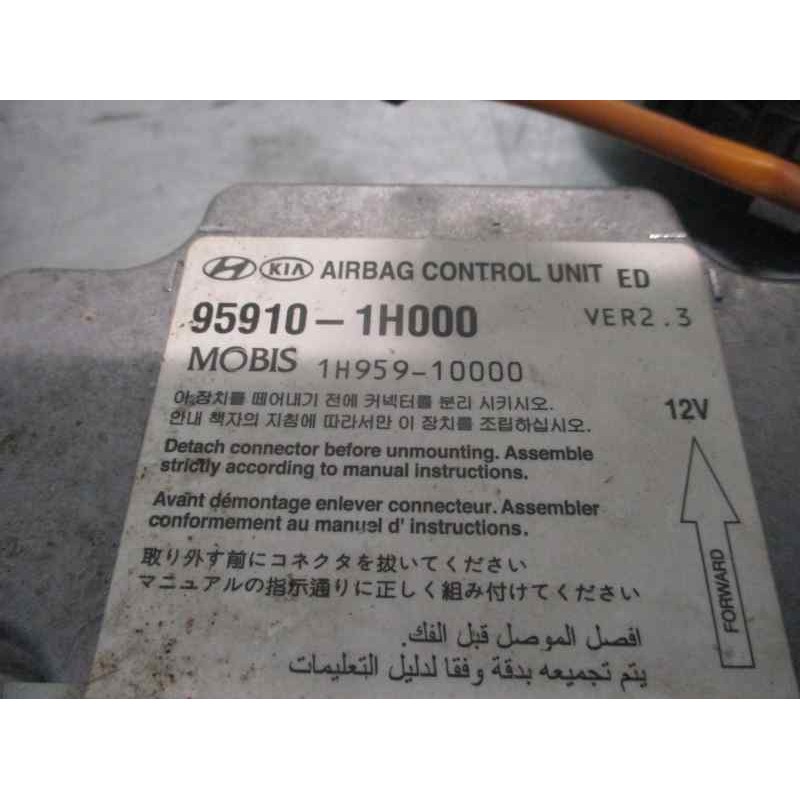 KIA AIRBAG CONTROL UNIT ED
95910-1H000 VER2.3
MOBIS 1H959-10000
이 장치를 떼어내기 전에 커넥터를 분리 시키시오.
안내 책자의 지침에 따라서만 이 장치를 조립하십시오.
12V
Detach connector before unmounting. Assemble
strictly according to manual instructions.
Avant démontage enlever connecteur. Assembler
conformement au manuel d' instructions.
FORWARD
取り外す前にコネクタを抜いてください
マニュアルの指示通りに正しく組み付けてください
افصل الموصل قبل الفك.
يتم تجميعه بدقة وفقا لدليل التعليمات